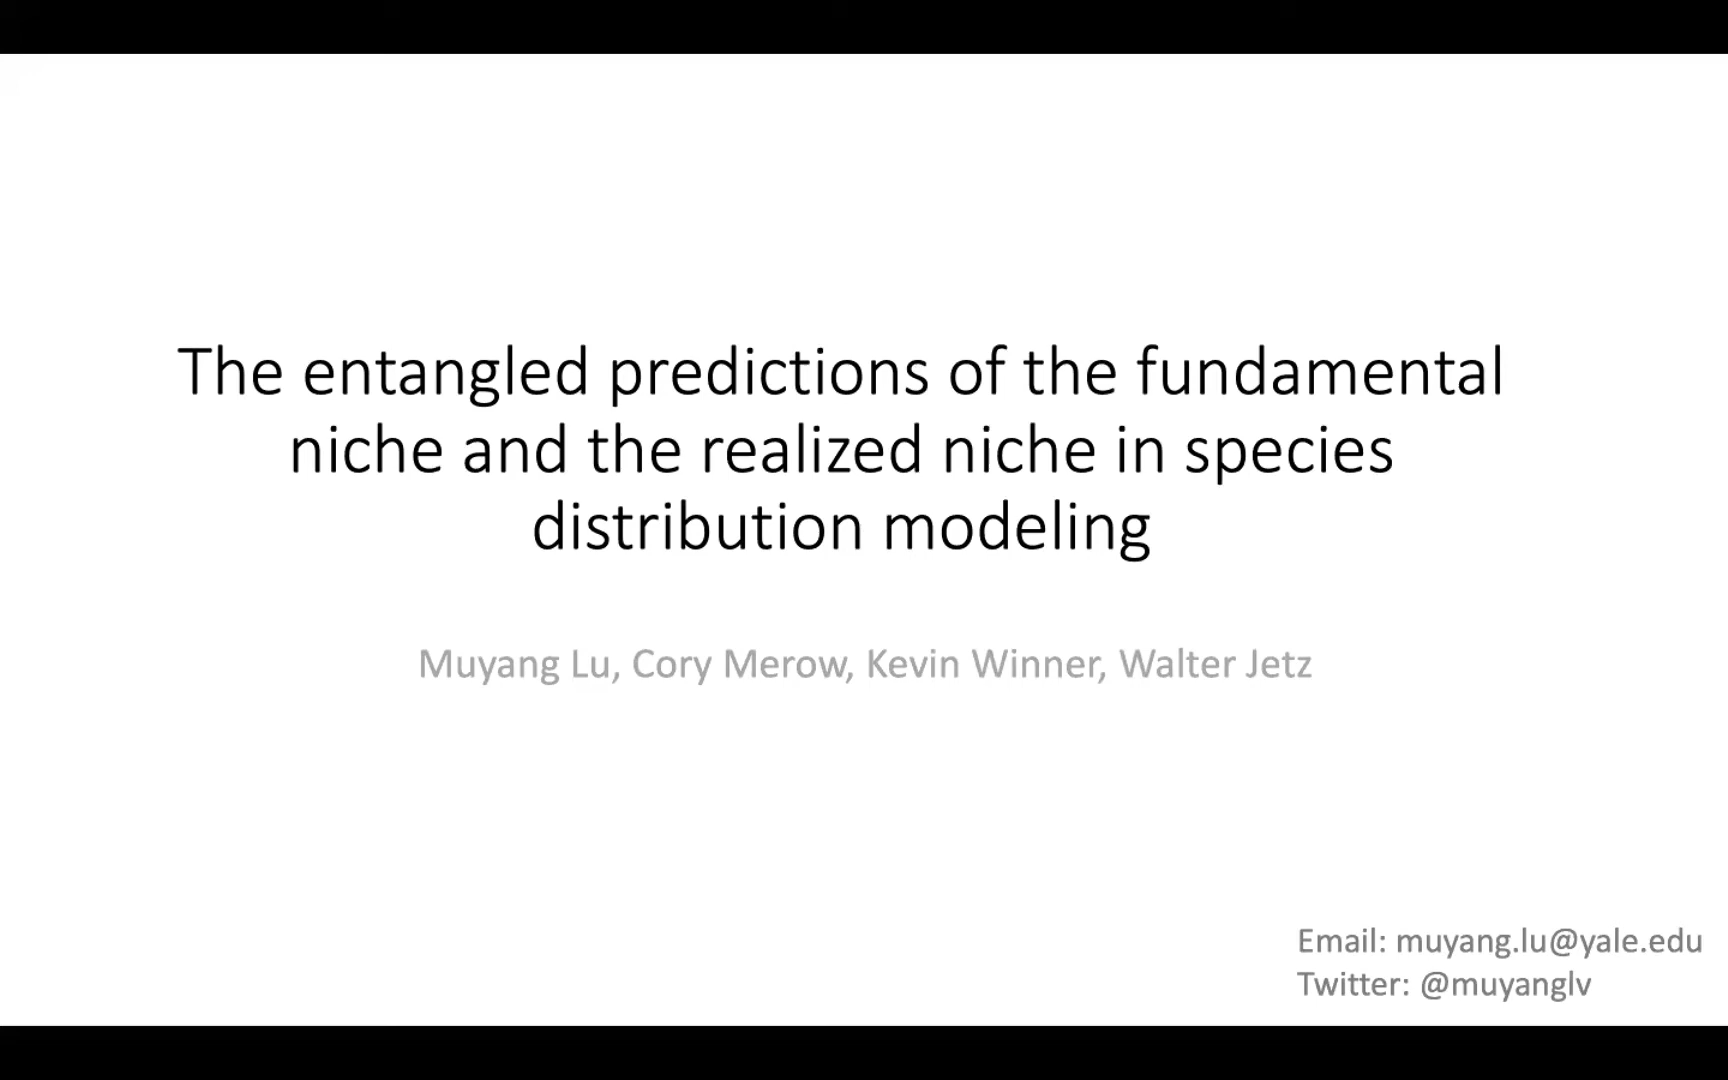 The entangled predictions of the fundamental
niche and the realized niche in species
distribution modeling
Muyang Lu, Cory Merow, Kevin Winner, Walter Jetz
Email: muyang.lu@yale.edu
Twitter: @muyanglv